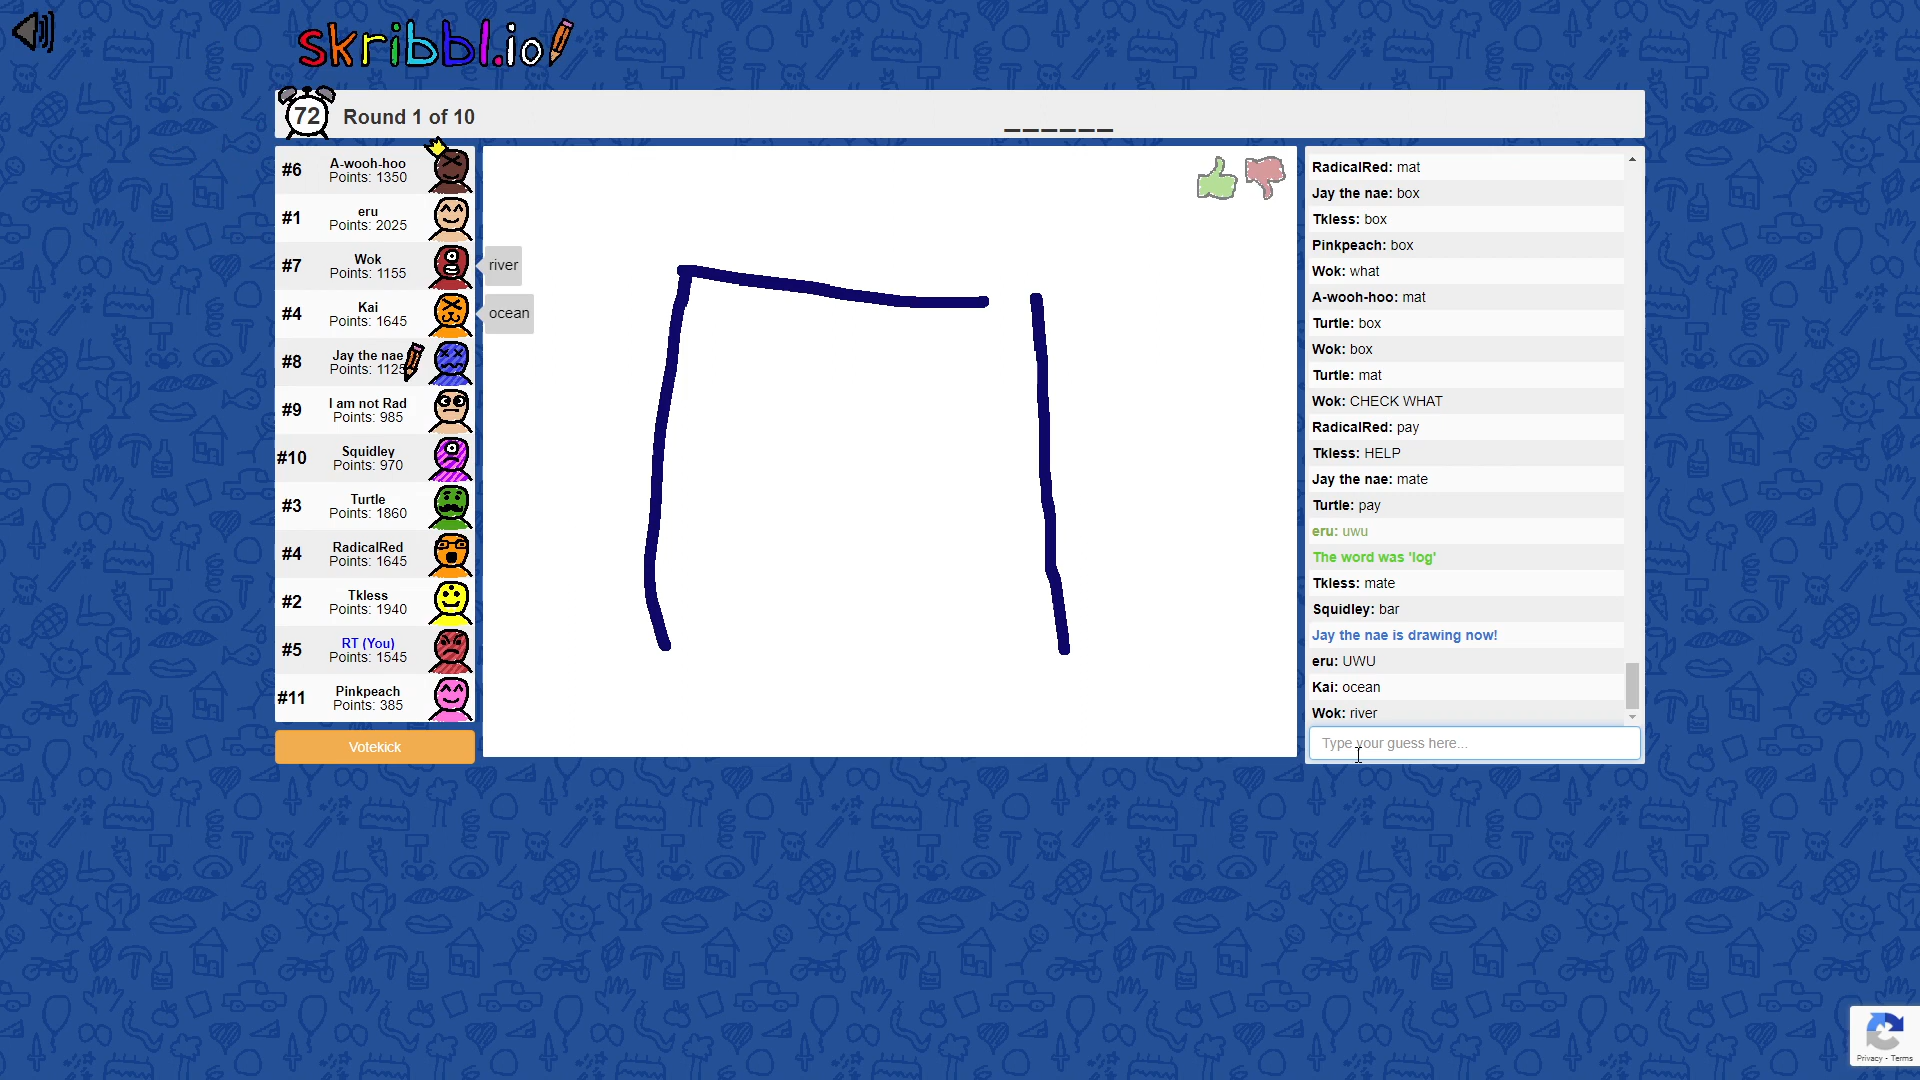 skribbl.io
72
Round 1 of 10
______
#6
A-wooh-hoo
Points: 1350
#1
eru
Points: 2025
#7
Wok
Points: 1155
river
#4
Kai
Points: 1645
ocean
#8
Jay the nae
Points: 1125
#9
I am not Rad
Points: 985
#10
Squidley
Points: 970
#3
Turtle
Points: 1860
#4
RadicalRed
Points: 1645
#2
Tkless
Points: 1940
#5
RT (You)
Points: 1545
#11
Pinkpeach
Points: 385
Votekick
RadicalRed: mat
Jay the nae: box
Tkless: box
Pinkpeach: box
Wok: what
A-wooh-hoo: mat
Turtle: box
Wok: box
Turtle: mat
Wok: CHECK WHAT
RadicalRed: pay
Tkless: HELP
Jay the nae: mate
Turtle: pay
eru: uwu
The word was 'log'
Tkless: mate
Squidley: bar
Jay the nae is drawing now!
eru: UWU
Kai: ocean
Wok: river
Type your guess here...
Privacy - Terms